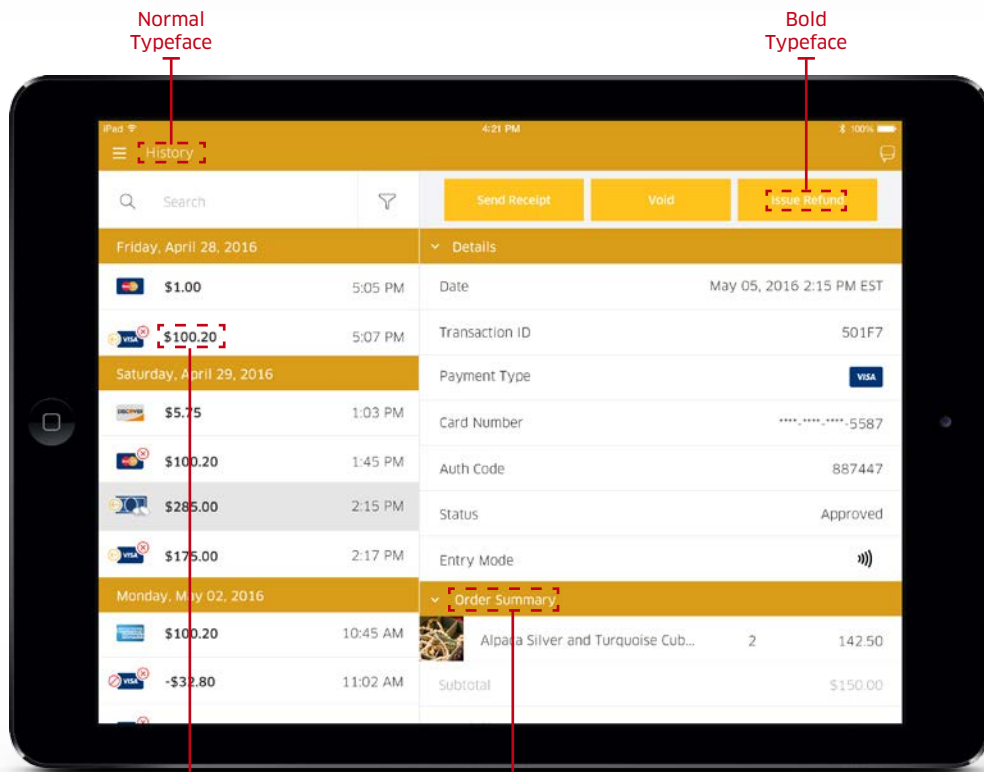 Normal
Typeface
Bold
Typeface
iPad 4:21 PM 100%
History
Search
Send Receipt Void Issue Refund
Friday, April 28, 2016
Details
$1.00 5:05 PM
Date May 05, 2016 2:15 PM EST
VISA $100.20 5:07 PM
Transaction ID 501F7
Saturday, April 29, 2016
Payment Type VISA
DISCOVER $5.75 1:03 PM
Card Number ****-****-****-5587
$100.20 1:45 PM
Auth Code 887447
$285.00 2:15 PM
Status Approved
VISA $175.00 2:17 PM
Entry Mode
Monday, May 02, 2016
Order Summary
$100.20 10:45 AM
Alpaca Silver and Turquoise Cub... 2 142.50
VISA -$32.80 11:02 AM
Subtotal $150.00